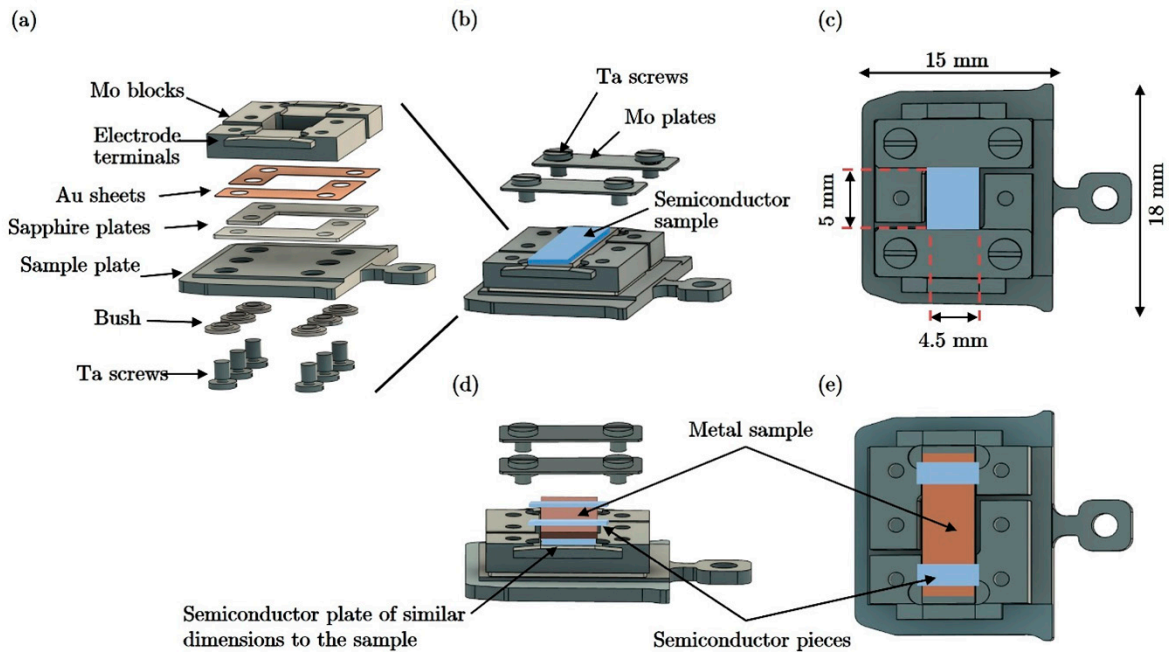 (a)
Mo blocks
Electrode
terminals
Au sheets
Sapphire plates
Sample plate
Bush
Ta screws
(b)
Ta screws
Mo plates
Semiconductor
sample
(c)
15 mm
5 mm
18 mm
4.5 mm
(d)
Metal sample
Semiconductor plate of similar
dimensions to the sample
Semiconductor pieces
(e)